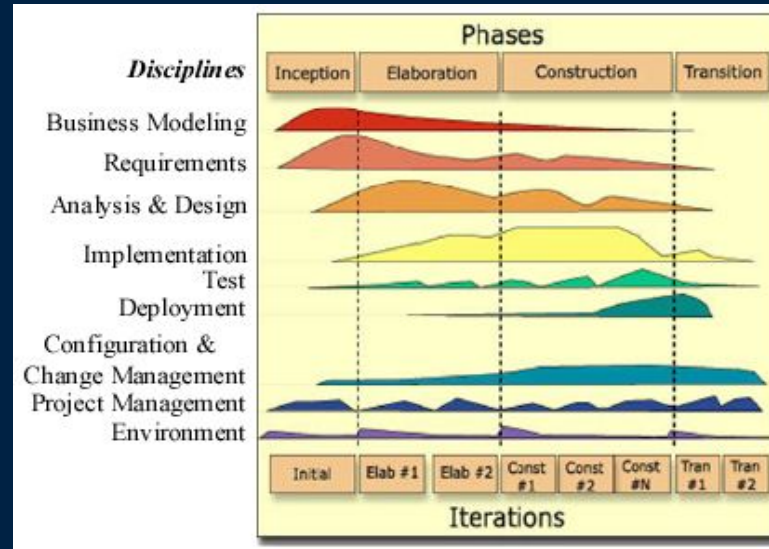 Phases
Disciplines
Inception Elaboration Construction Transition
Business Modeling
Requirements
Analysis & Design
Implementation
Test
Deployment
Configuration &
Change Management
Project Management
Environment
Initial Elab #1 Elab #2 Const #1 Const #2 Const #N Tran #1 Tran #2
Iterations